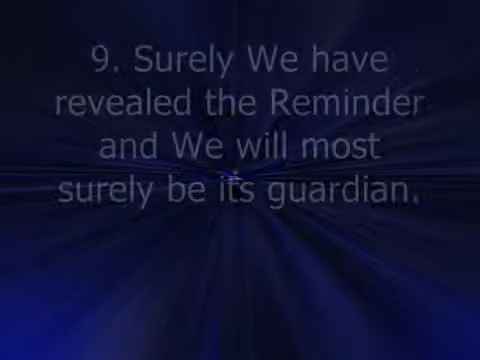 9. Surely We have
revealed the Reminder
and We will most
surely be its guardian.